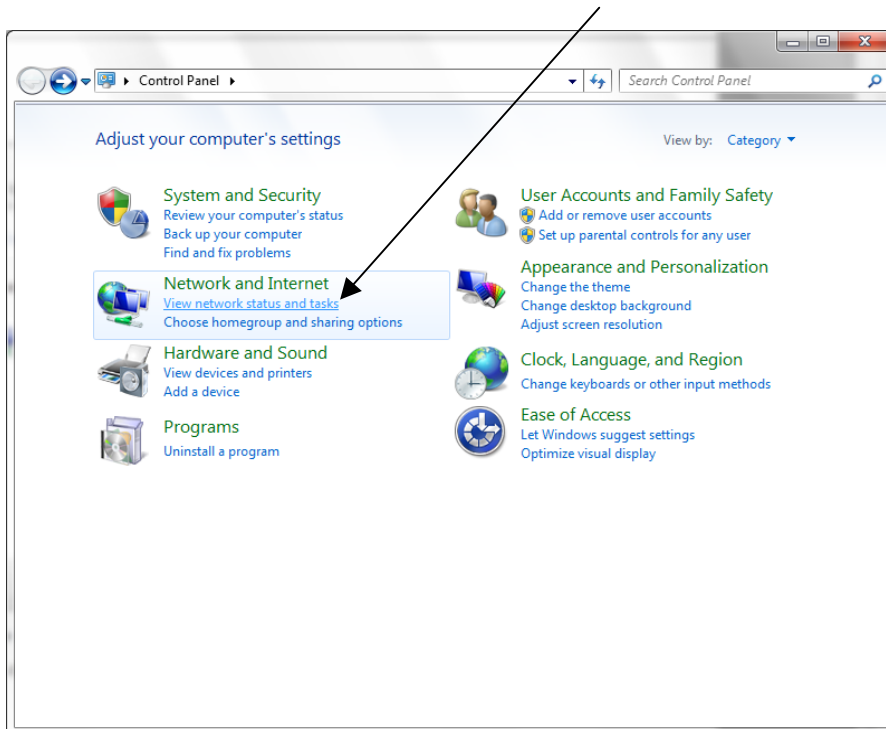 Control Panel
Search Control Panel
Adjust your computer's settings
View by: Category
System and Security
Review your computer's status
Back up your computer
Find and fix problems
Network and Internet
View network status and tasks
Choose homegroup and sharing options
Hardware and Sound
View devices and printers
Add a device
Programs
Uninstall a program
User Accounts and Family Safety
Add or remove user accounts
Set up parental controls for any user
Appearance and Personalization
Change the theme
Change desktop background
Adjust screen resolution
Clock, Language, and Region
Change keyboards or other input methods
Ease of Access
Let Windows suggest settings
Optimize visual display